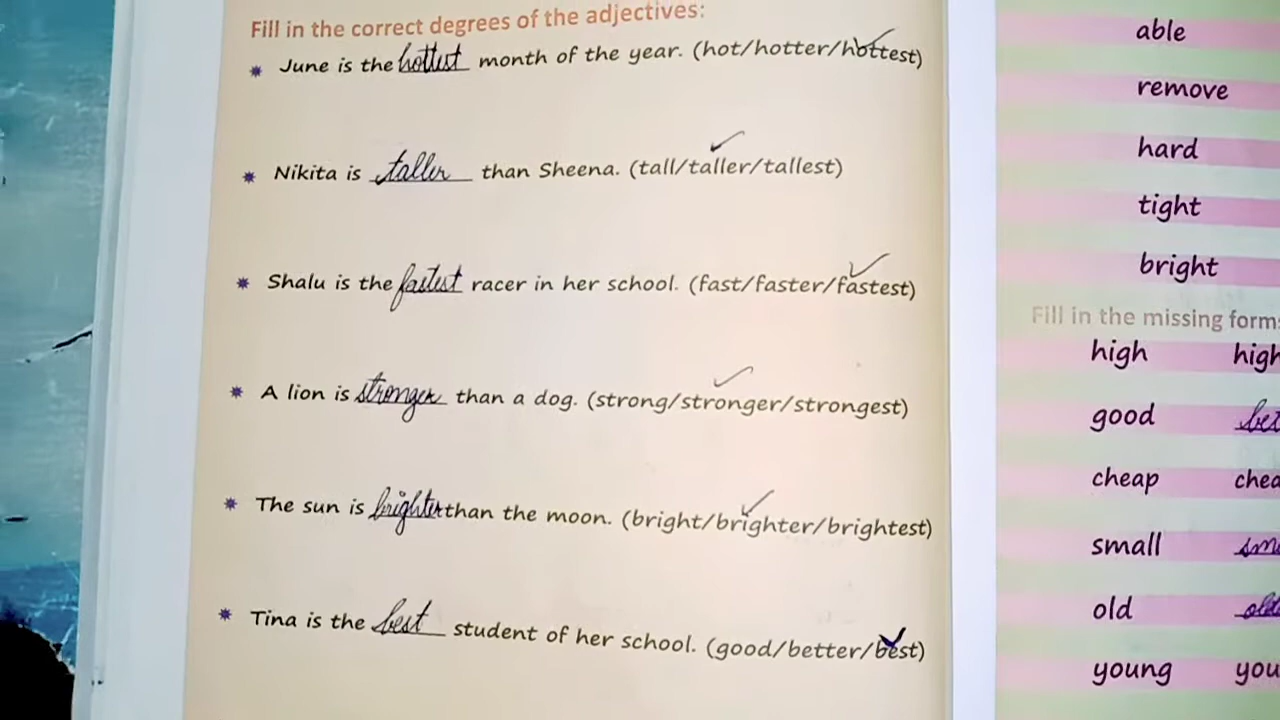 Fill in the correct degrees of the adjectives:
June is the hottest month of the year. (hot/hotter/hottest)
Nikita is taller than Sheena. (tall/taller/tallest)
Shalu is the fastest racer in her school. (fast/faster/fastest)
A lion is stronger than a dog. (strong/stronger/strongest)
The sun is brighter than the moon. (bright/brighter/brightest)
Tina is the best student of her school. (good/better/best)
able
remove
hard
tight
bright
Fill in the missing form
high high
good
cheap
small
old
young